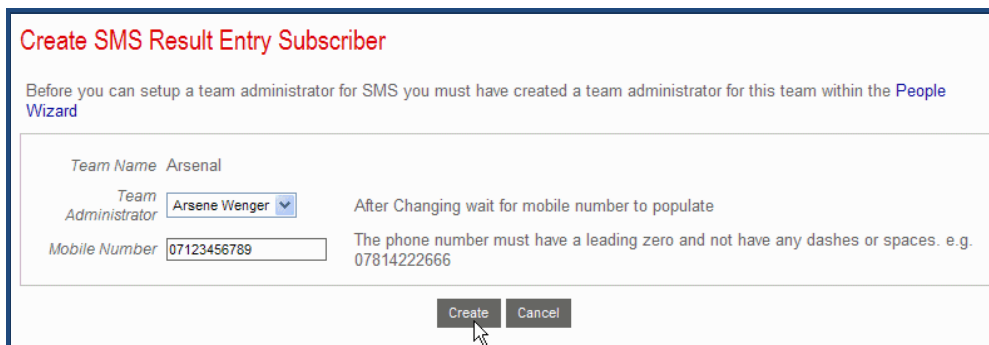 Create SMS Result Entry Subscriber
Before you can setup a team administrator for SMS you must have created a team administrator for this team within the People
Wizard
Team Name Arsenal
Team
Administrator
Arsene Wenger
After Changing wait for mobile number to populate
Mobile Number 07123456789
The phone number must have a leading zero and not have any dashes or spaces. e.g.
07814222666
Create Cancel